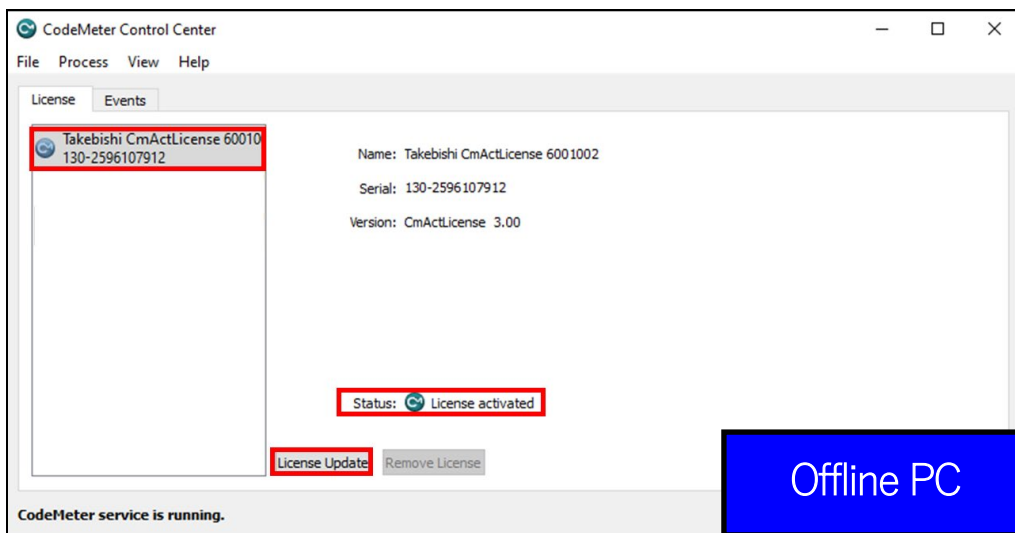 CodeMeter Control Center
File Process View Help
License Events
Takebishi CmActLicense 60010
130-2596107912
Name: Takebishi CmActLicense 6001002
Serial: 130-2596107912
Version: CmActLicense 3.00
Status: License activated
License Update Remove License
Offline PC
CodeMeter service is running.